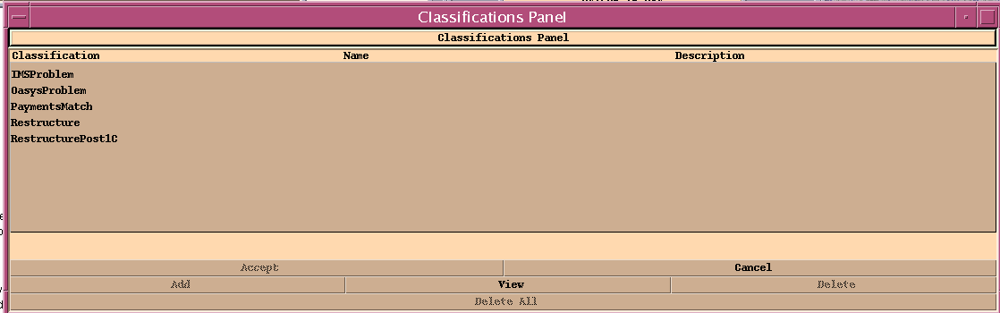 Classifications Panel
Classifications Panel
Classification Name Description
IMSProblem
OasysProblem
PaymentsMatch
Restructure
RestructurePost1C
Accept Cancel
Add View Delete
Delete All